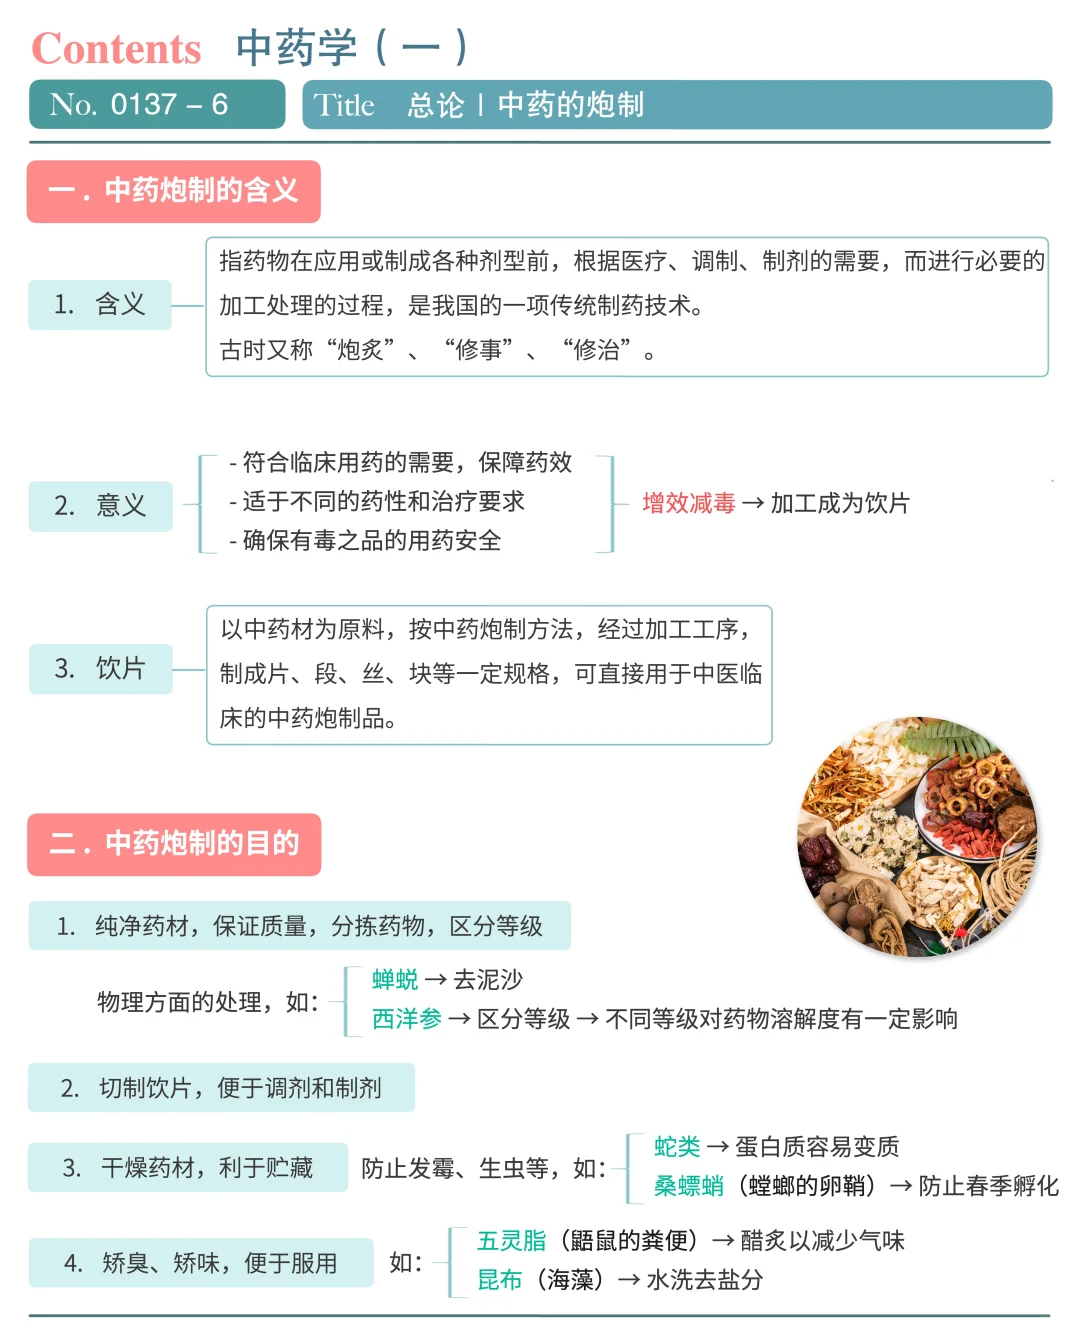 Contents 中药学（一）
No. 0137 – 6
Title 总论 | 中药的炮制
一. 中药炮制的含义
1. 含义
指药物在应用或制成各种剂型前，根据医疗、调制、制剂的需要，而进行必要的
加工处理的过程，是我国的一项传统制药技术。
古时又称“炮炙”、“修事”、“修治”。
2. 意义
- 符合临床用药的需要，保障药效
- 适于不同的药性和治疗要求
- 确保有毒之品的用药安全
增效减毒 → 加工成为饮片
3. 饮片
以中药材为原料，按中药炮制方法，经过加工工序，
制成片、段、丝、块等一定规格，可直接用于中医临
床的中药炮制品。
二. 中药炮制的目的
1. 纯净药材，保证质量，分拣药物，区分等级
物理方面的处理，如：
蝉蜕 → 去泥沙
西洋参 → 区分等级 → 不同等级对药物溶解度有一定影响
2. 切制饮片，便于调剂和制剂
3. 干燥药材，利于贮藏
防止发霉、生虫等，如：
蛇类 → 蛋白质容易变质
桑螵蛸（螳螂的卵鞘）→ 防止春季孵化
4. 矫臭、矫味，便于服用
如：
五灵脂（鼯鼠的粪便）→ 醋炙以减少气味
昆布（海藻）→ 水洗去盐分